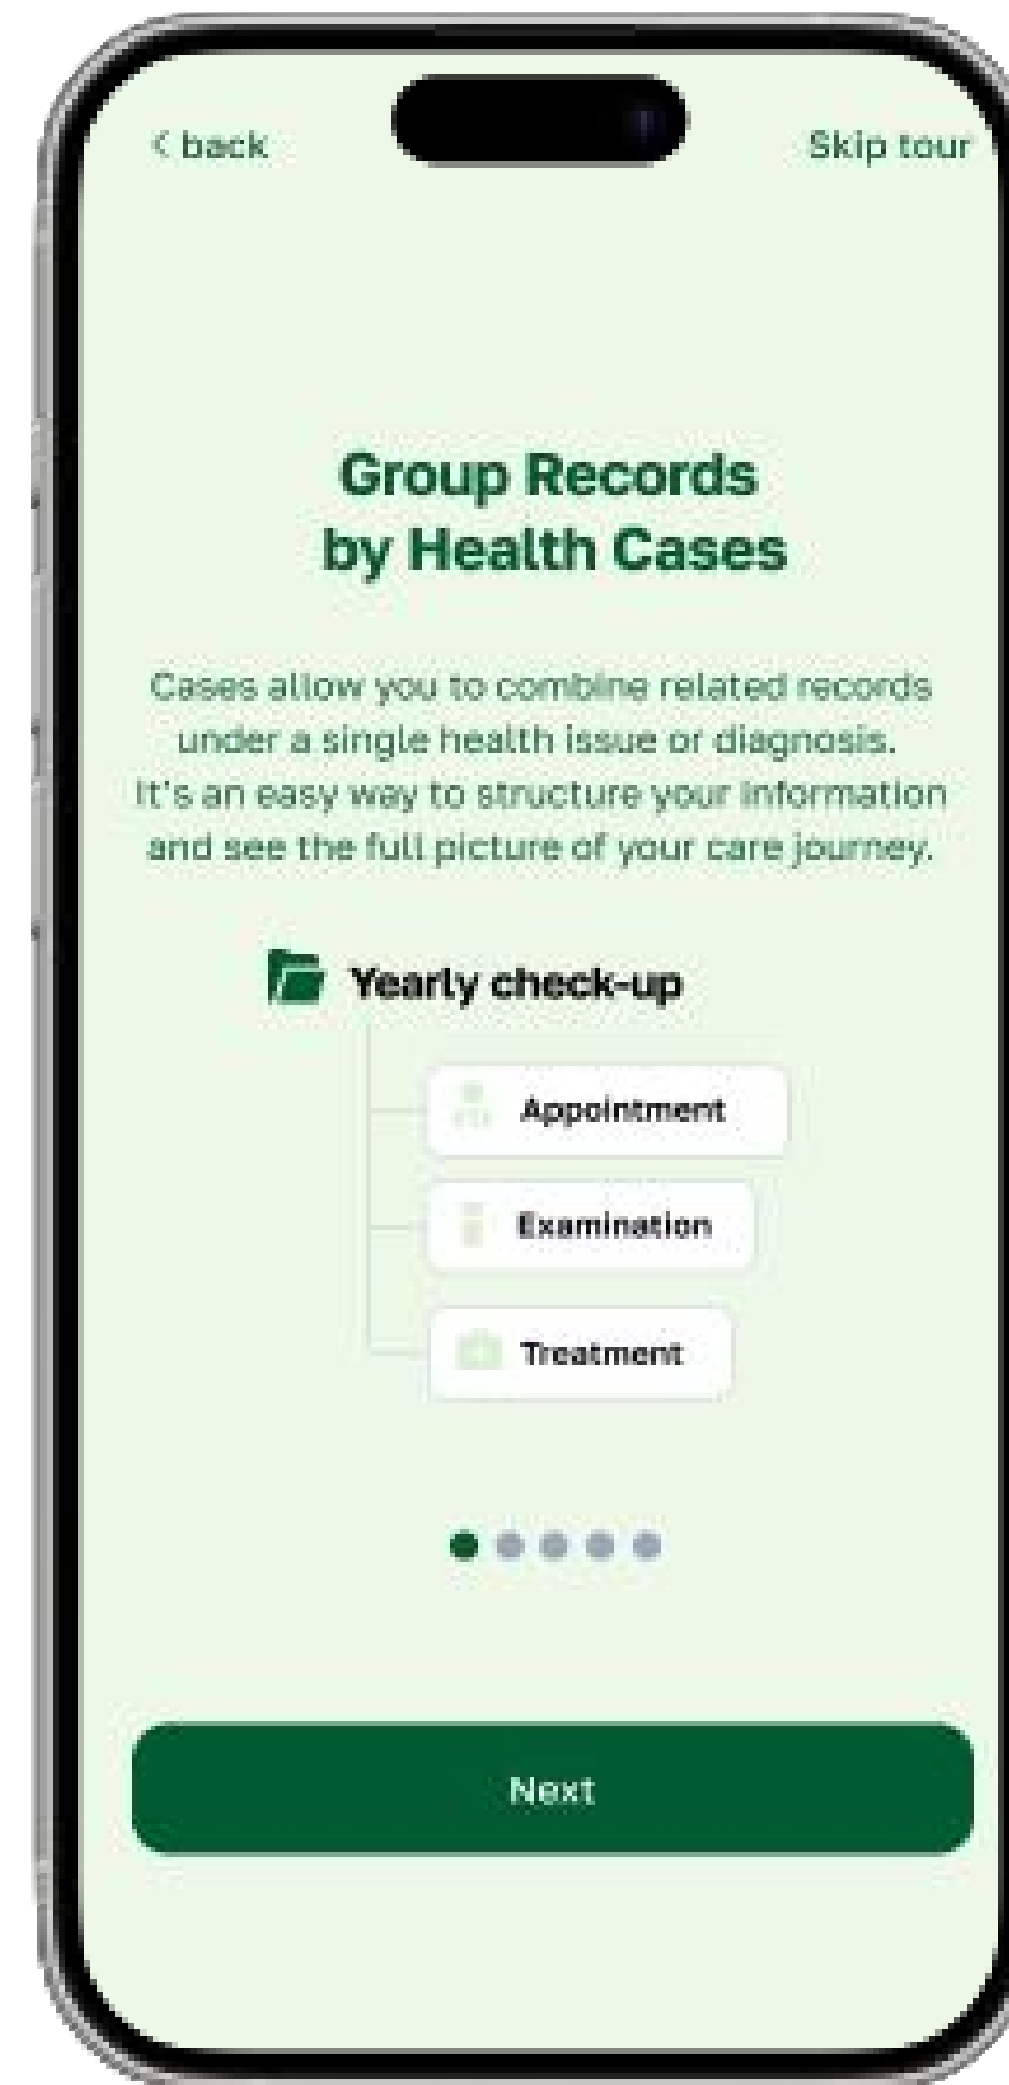 < back
Skip tour
Group Records
by Health Cases
Cases allow you to combine related records
under a single health issue or diagnosis.
It's an easy way to structure your information
and see the full picture of your care journey.
Yearly check-up
Appointment
Examination
Treatment
Next